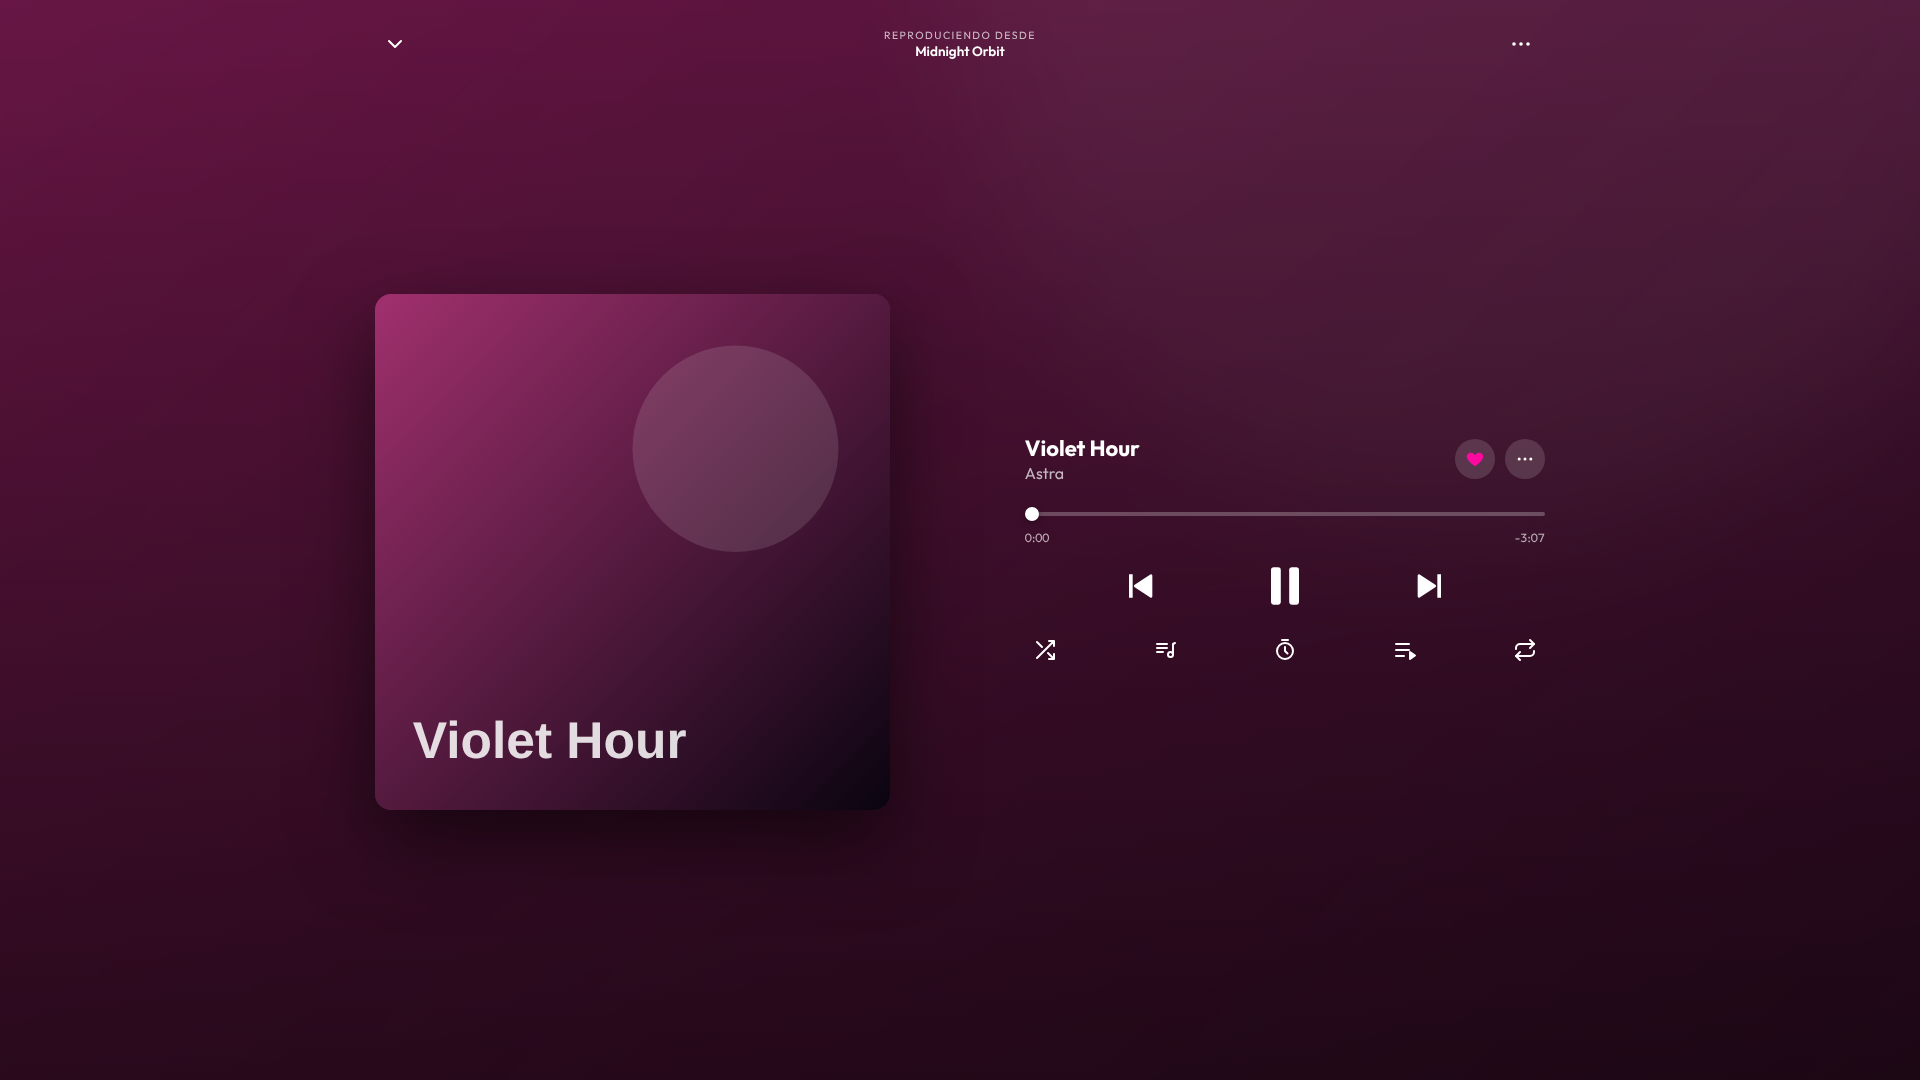 REPRODUCIENDO DESDE
Midnight Orbit
Violet Hour
Violet Hour
Astra
0:00
-3:07